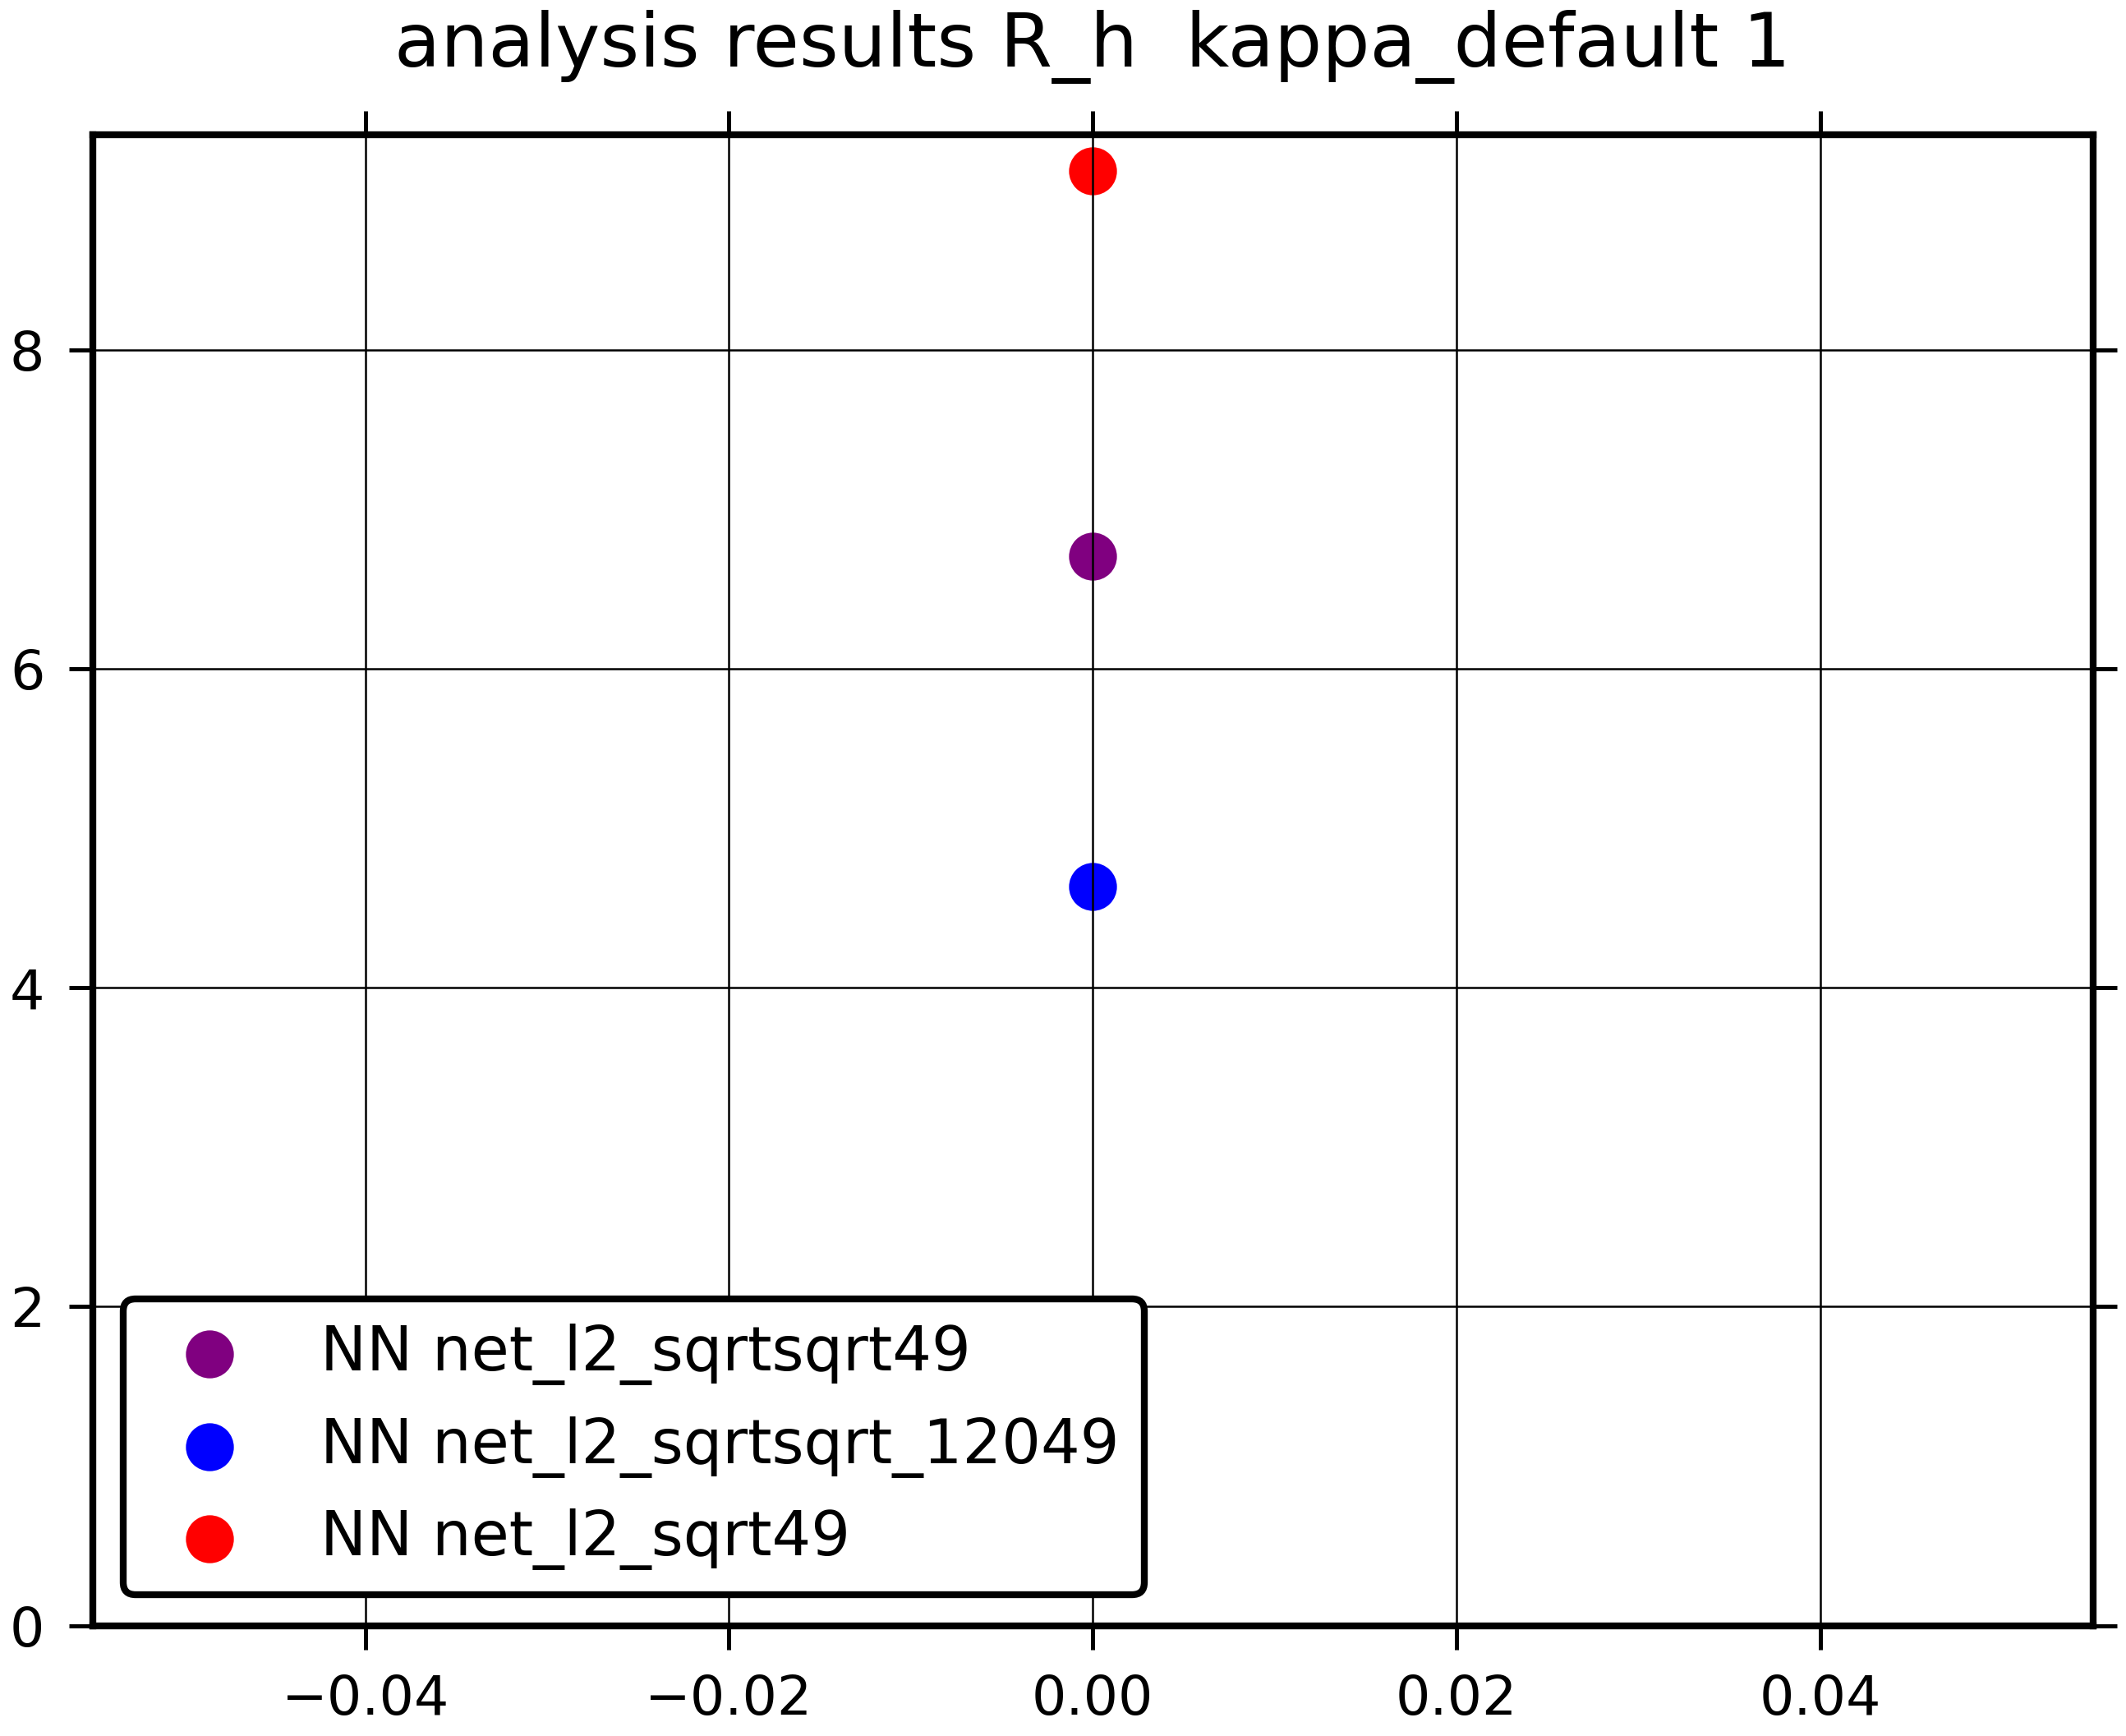 analysis results R_h  kappa_default 1
8
6
4
2
0
NN net_l2_sqrtsqrt49
NN net_l2_sqrtsqrt_12049
NN net_l2_sqrt49
−0.04 −0.02 0.00 0.02 0.04